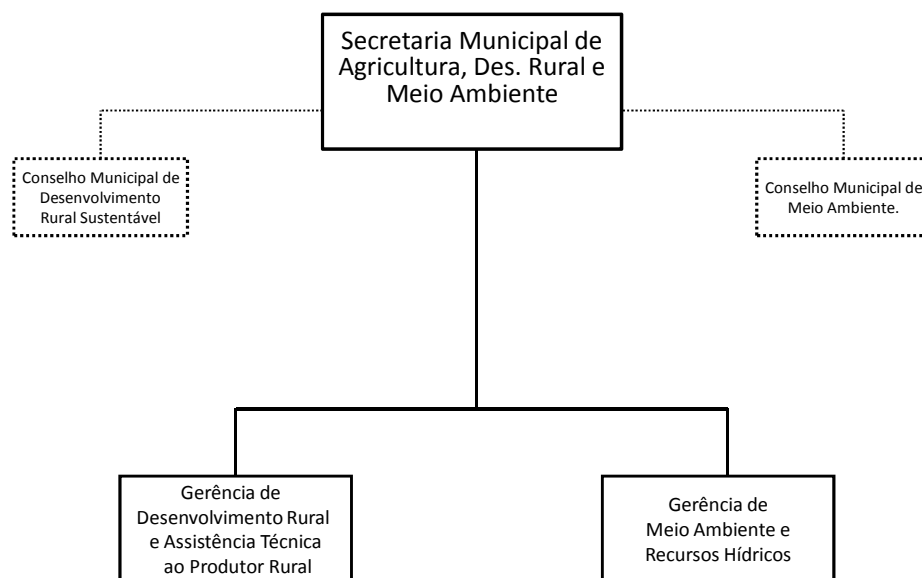 Secretaria Municipal de
Agricultura, Des. Rural e
Meio Ambiente
Conselho Municipal de
Desenvolvimento
Rural Sustentável
Conselho Municipal de
Meio Ambiente.
Gerência de
Desenvolvimento Rural
e Assistência Técnica
ao Produtor Rural
Gerência de
Meio Ambiente e
Recursos Hídricos